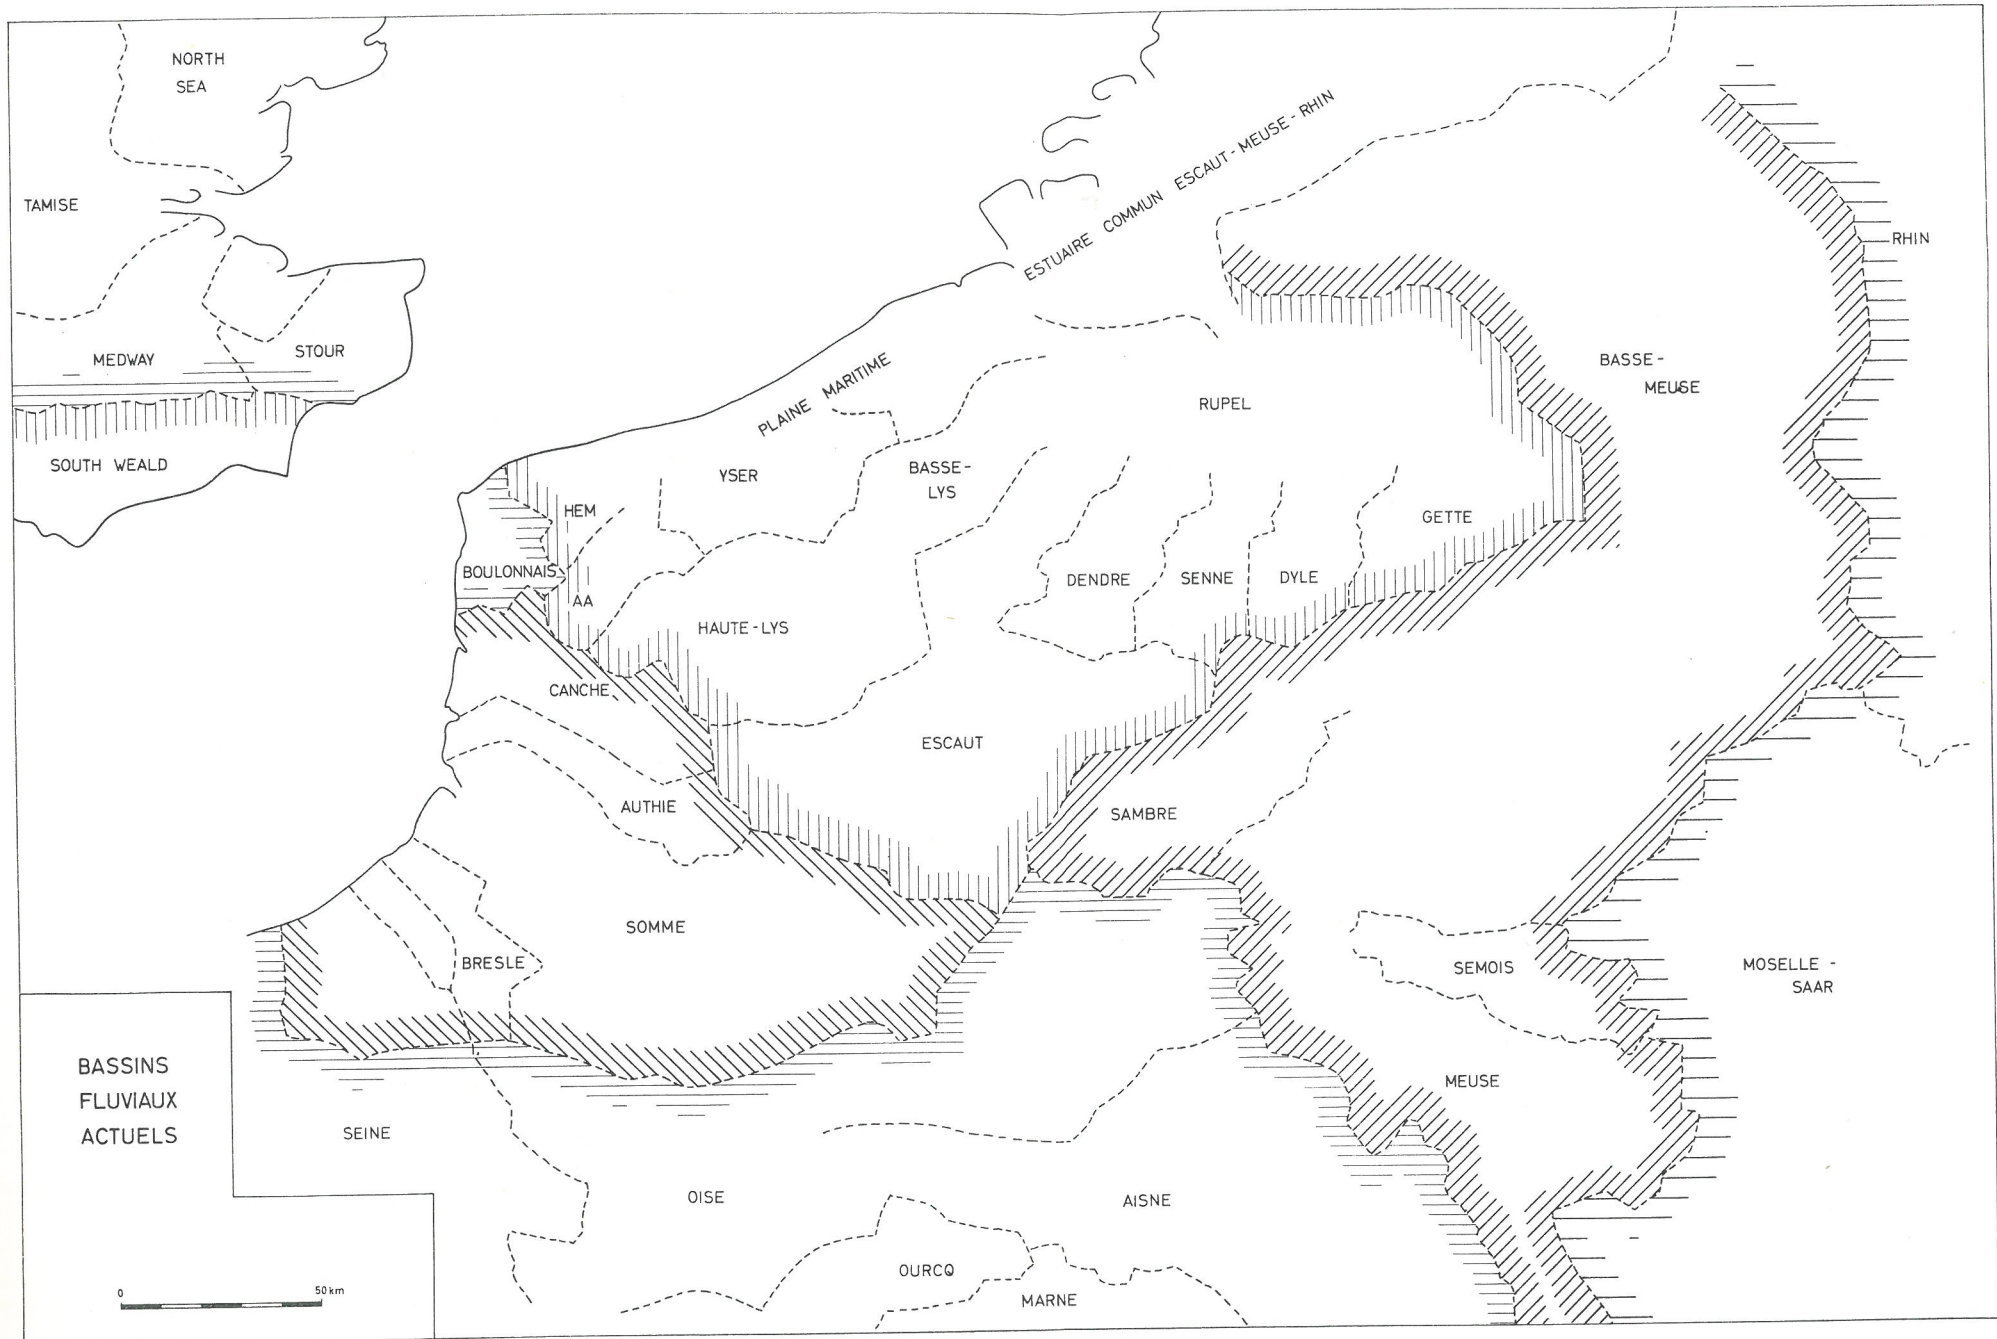 NORTH
SEA
TAMISE
ESTUAIRE COMMUN ESCAUT-MEUSE-RHIN
RHIN
MEDWAY
STOUR
PLAINE MARITIME
BASSE-
MEUSE
RUPEL
SOUTH WEALD
YSER
BASSE-
LYS
HEM
GETTE
BOULONNAIS
AA
DENDRE
SENNE
DYLE
HAUTE-LYS
CANCHE
ESCAUT
AUTHIE
SAMBRE
SOMME
BRESLE
SEMOIS
MOSELLE -
SAAR
BASSINS
FLUVIAUX
ACTUELS
MEUSE
SEINE
OISE
AISNE
OURCQ
MARNE
0 50 km